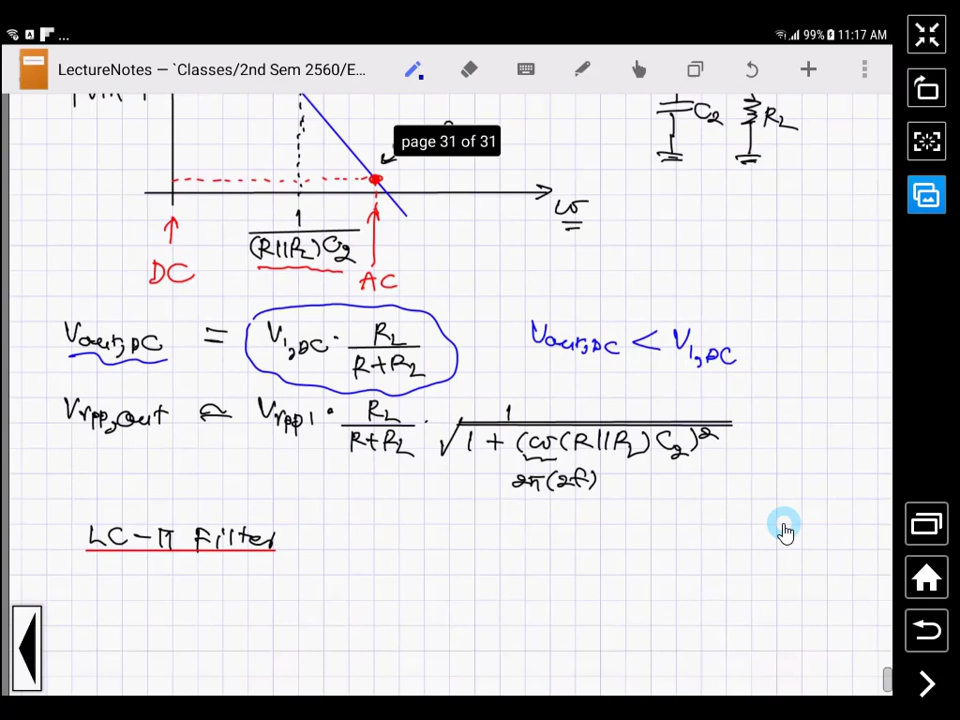 ... 99% 11:17 AM
LectureNotes — `Classes/2nd Sem 2560/E...
page 31 of 31
C2 RL
ω
1
(R||RL)C2
DC AC
Vout,DC = V1,DC · RL / R+RL Vout,DC < V1,DC
Vrpp,out ≅ Vrpp1 · RL / R+RL · 1 / √1 + (ω(R||RL)C2)2
2π(2f)
LC-π Filter